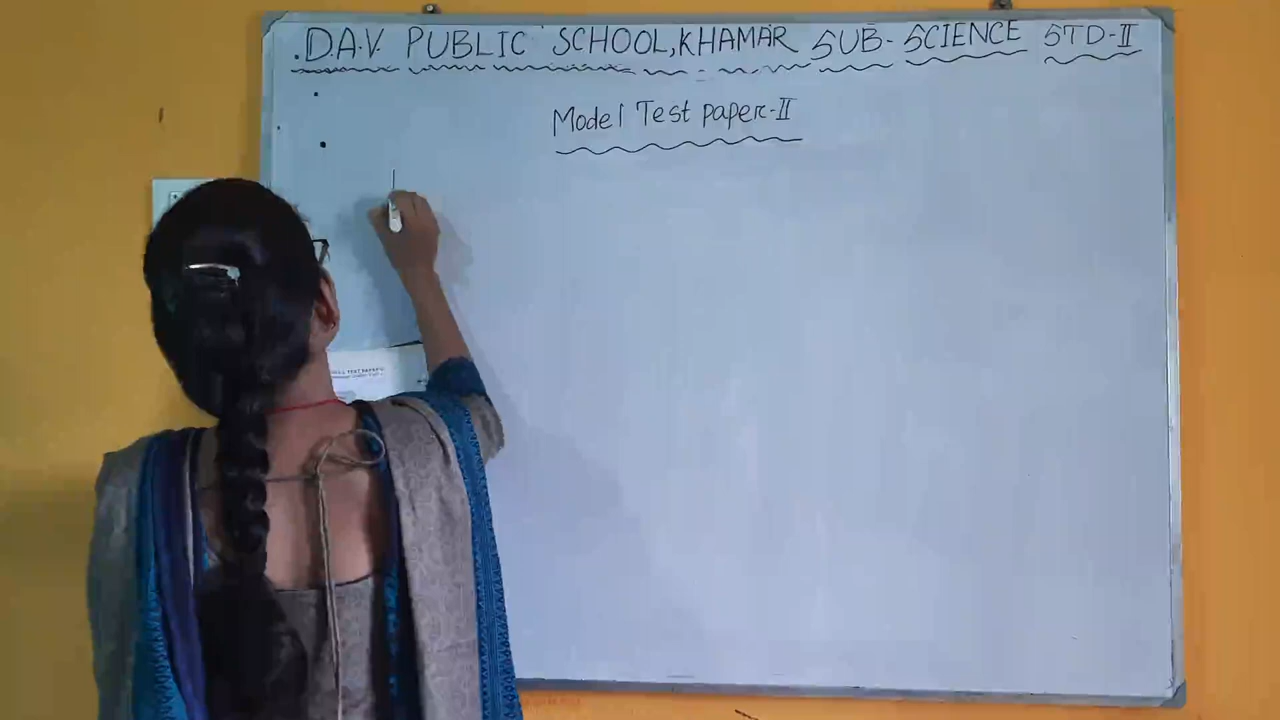 .D.A.V. PUBLIC SCHOOL,KHAMAR SUB- SCIENCE STD-II
Model Test paper-II